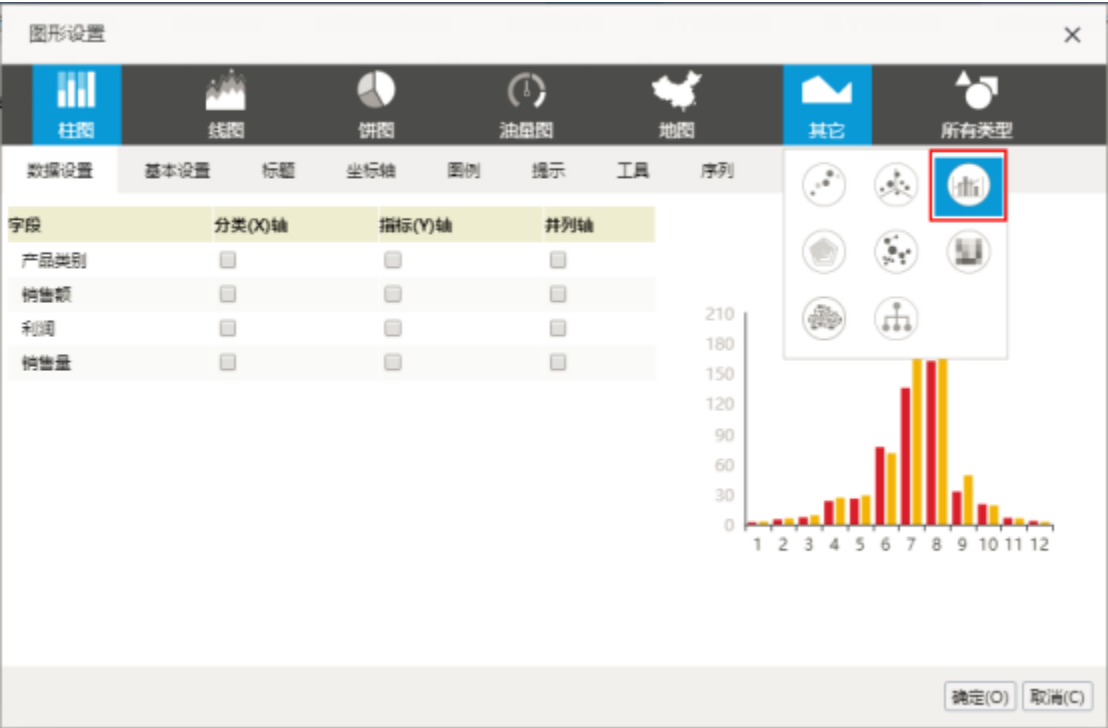 图形设置
柱图 线图 饼图 油量图 地图 其它 所有类型
数据设置 基本设置 标题 坐标轴 图例 提示 工具 序列
字段 分类(X)轴 指标(Y)轴 并列轴
产品类别
销售额
利润
销售量
210
180
150
120
90
60
30
0
1 2 3 4 5 6 7 8 9 10 11 12
确定(O) 取消(C)